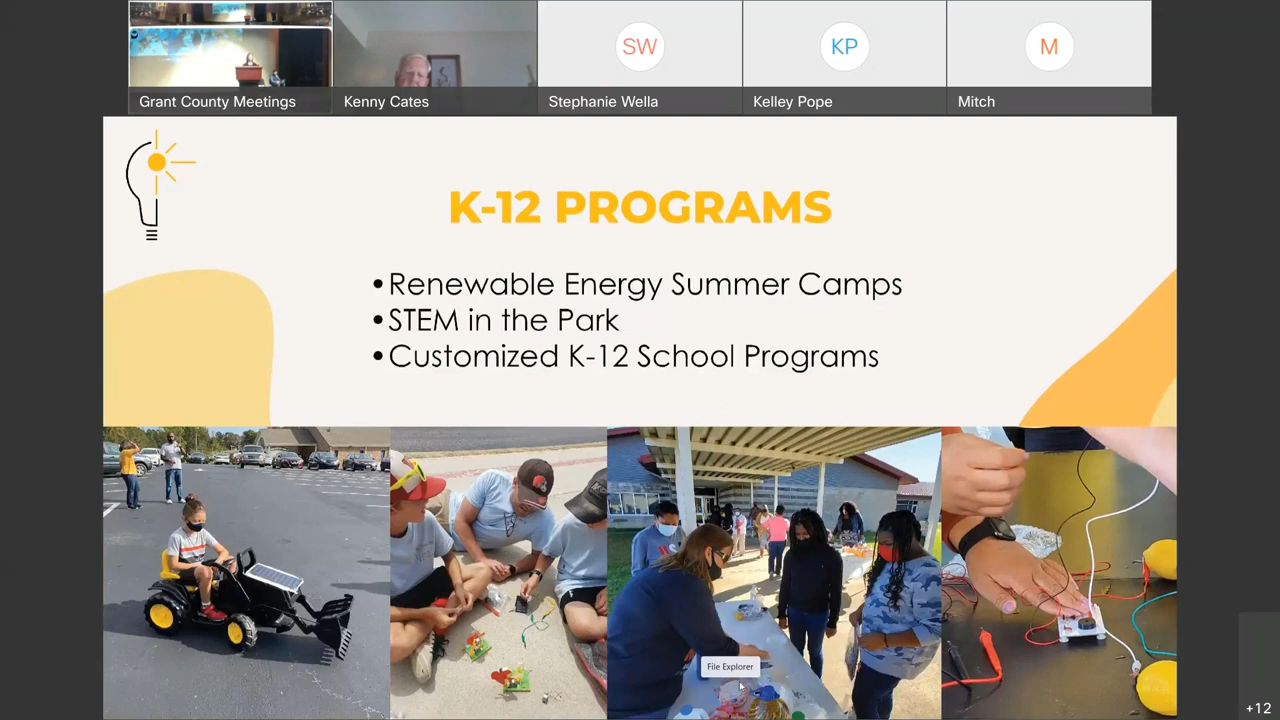 Grant County Meetings
Kenny Cates
SW
Stephanie Wella
KP
Kelley Pope
M
Mitch
K-12 PROGRAMS
•Renewable Energy Summer Camps
•STEM in the Park
•Customized K-12 School Programs
File Explorer
+12